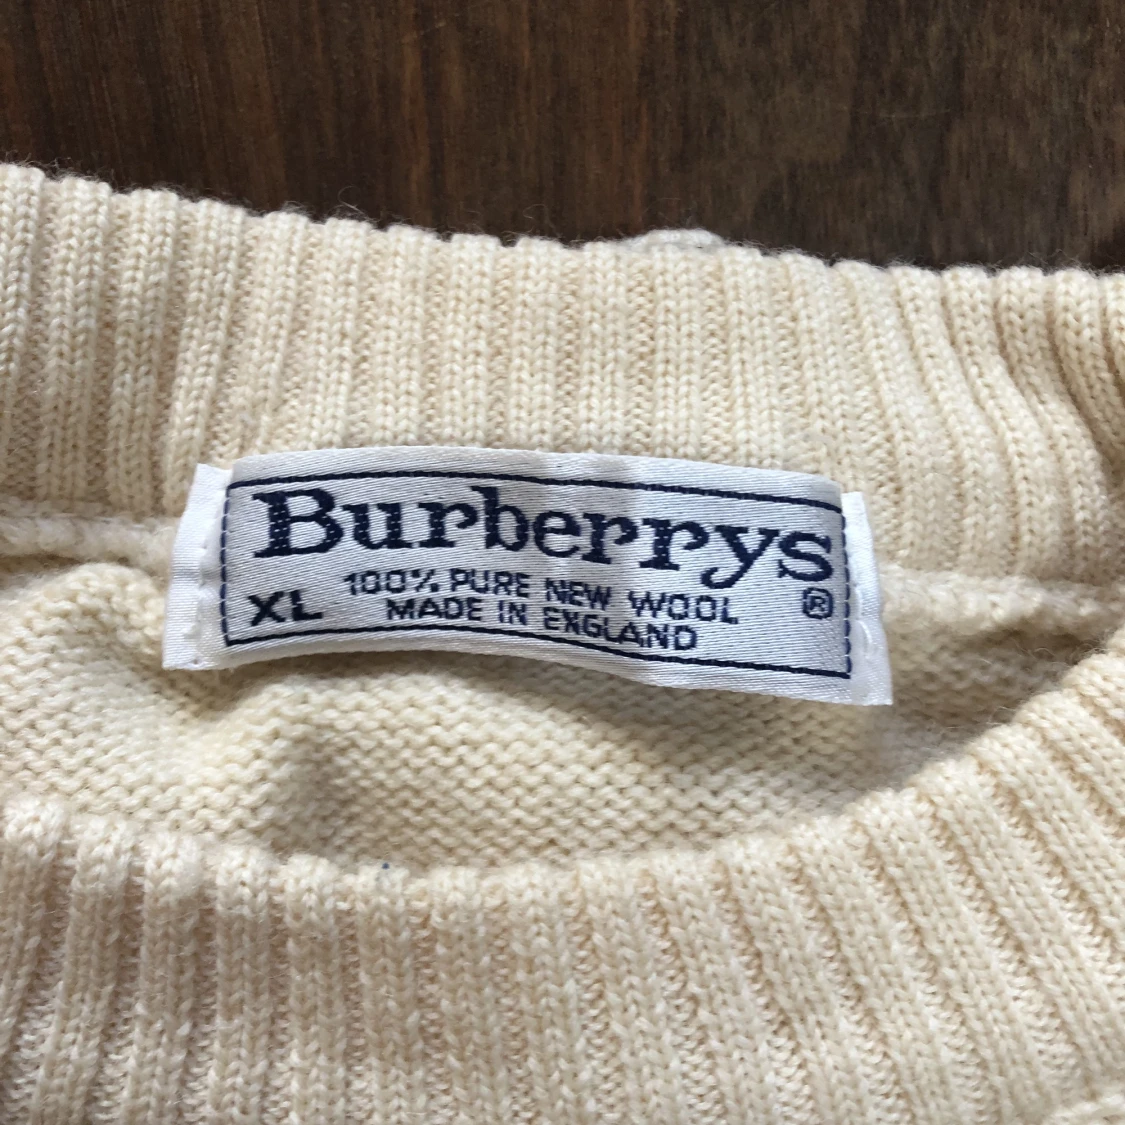 Burberrys
100% PURE NEW WOOL ®
XL MADE IN ENGLAND